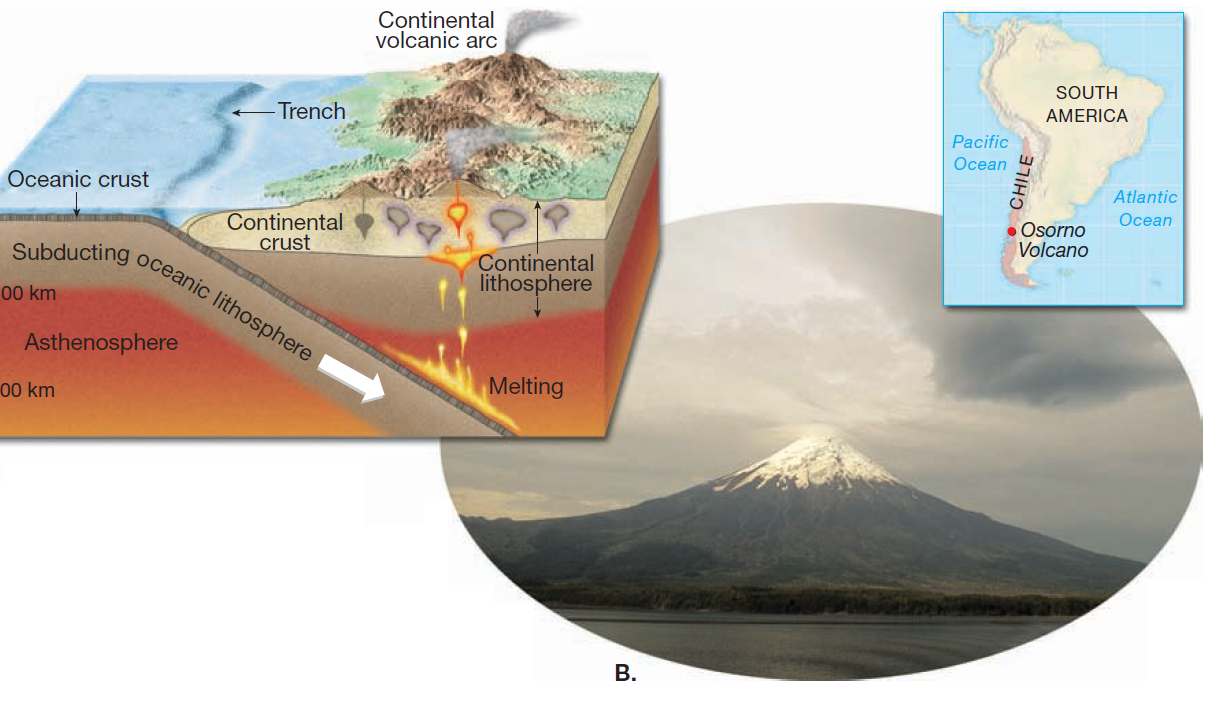 Continental
volcanic arc
Trench
Oceanic crust
Continental
crust
Subducting oceanic lithosphere
Continental
lithosphere
00 km
Asthenosphere
Melting
00 km
SOUTH
AMERICA
Pacific
Ocean
CHILE
Atlantic
Ocean
Osorno
Volcano
B.